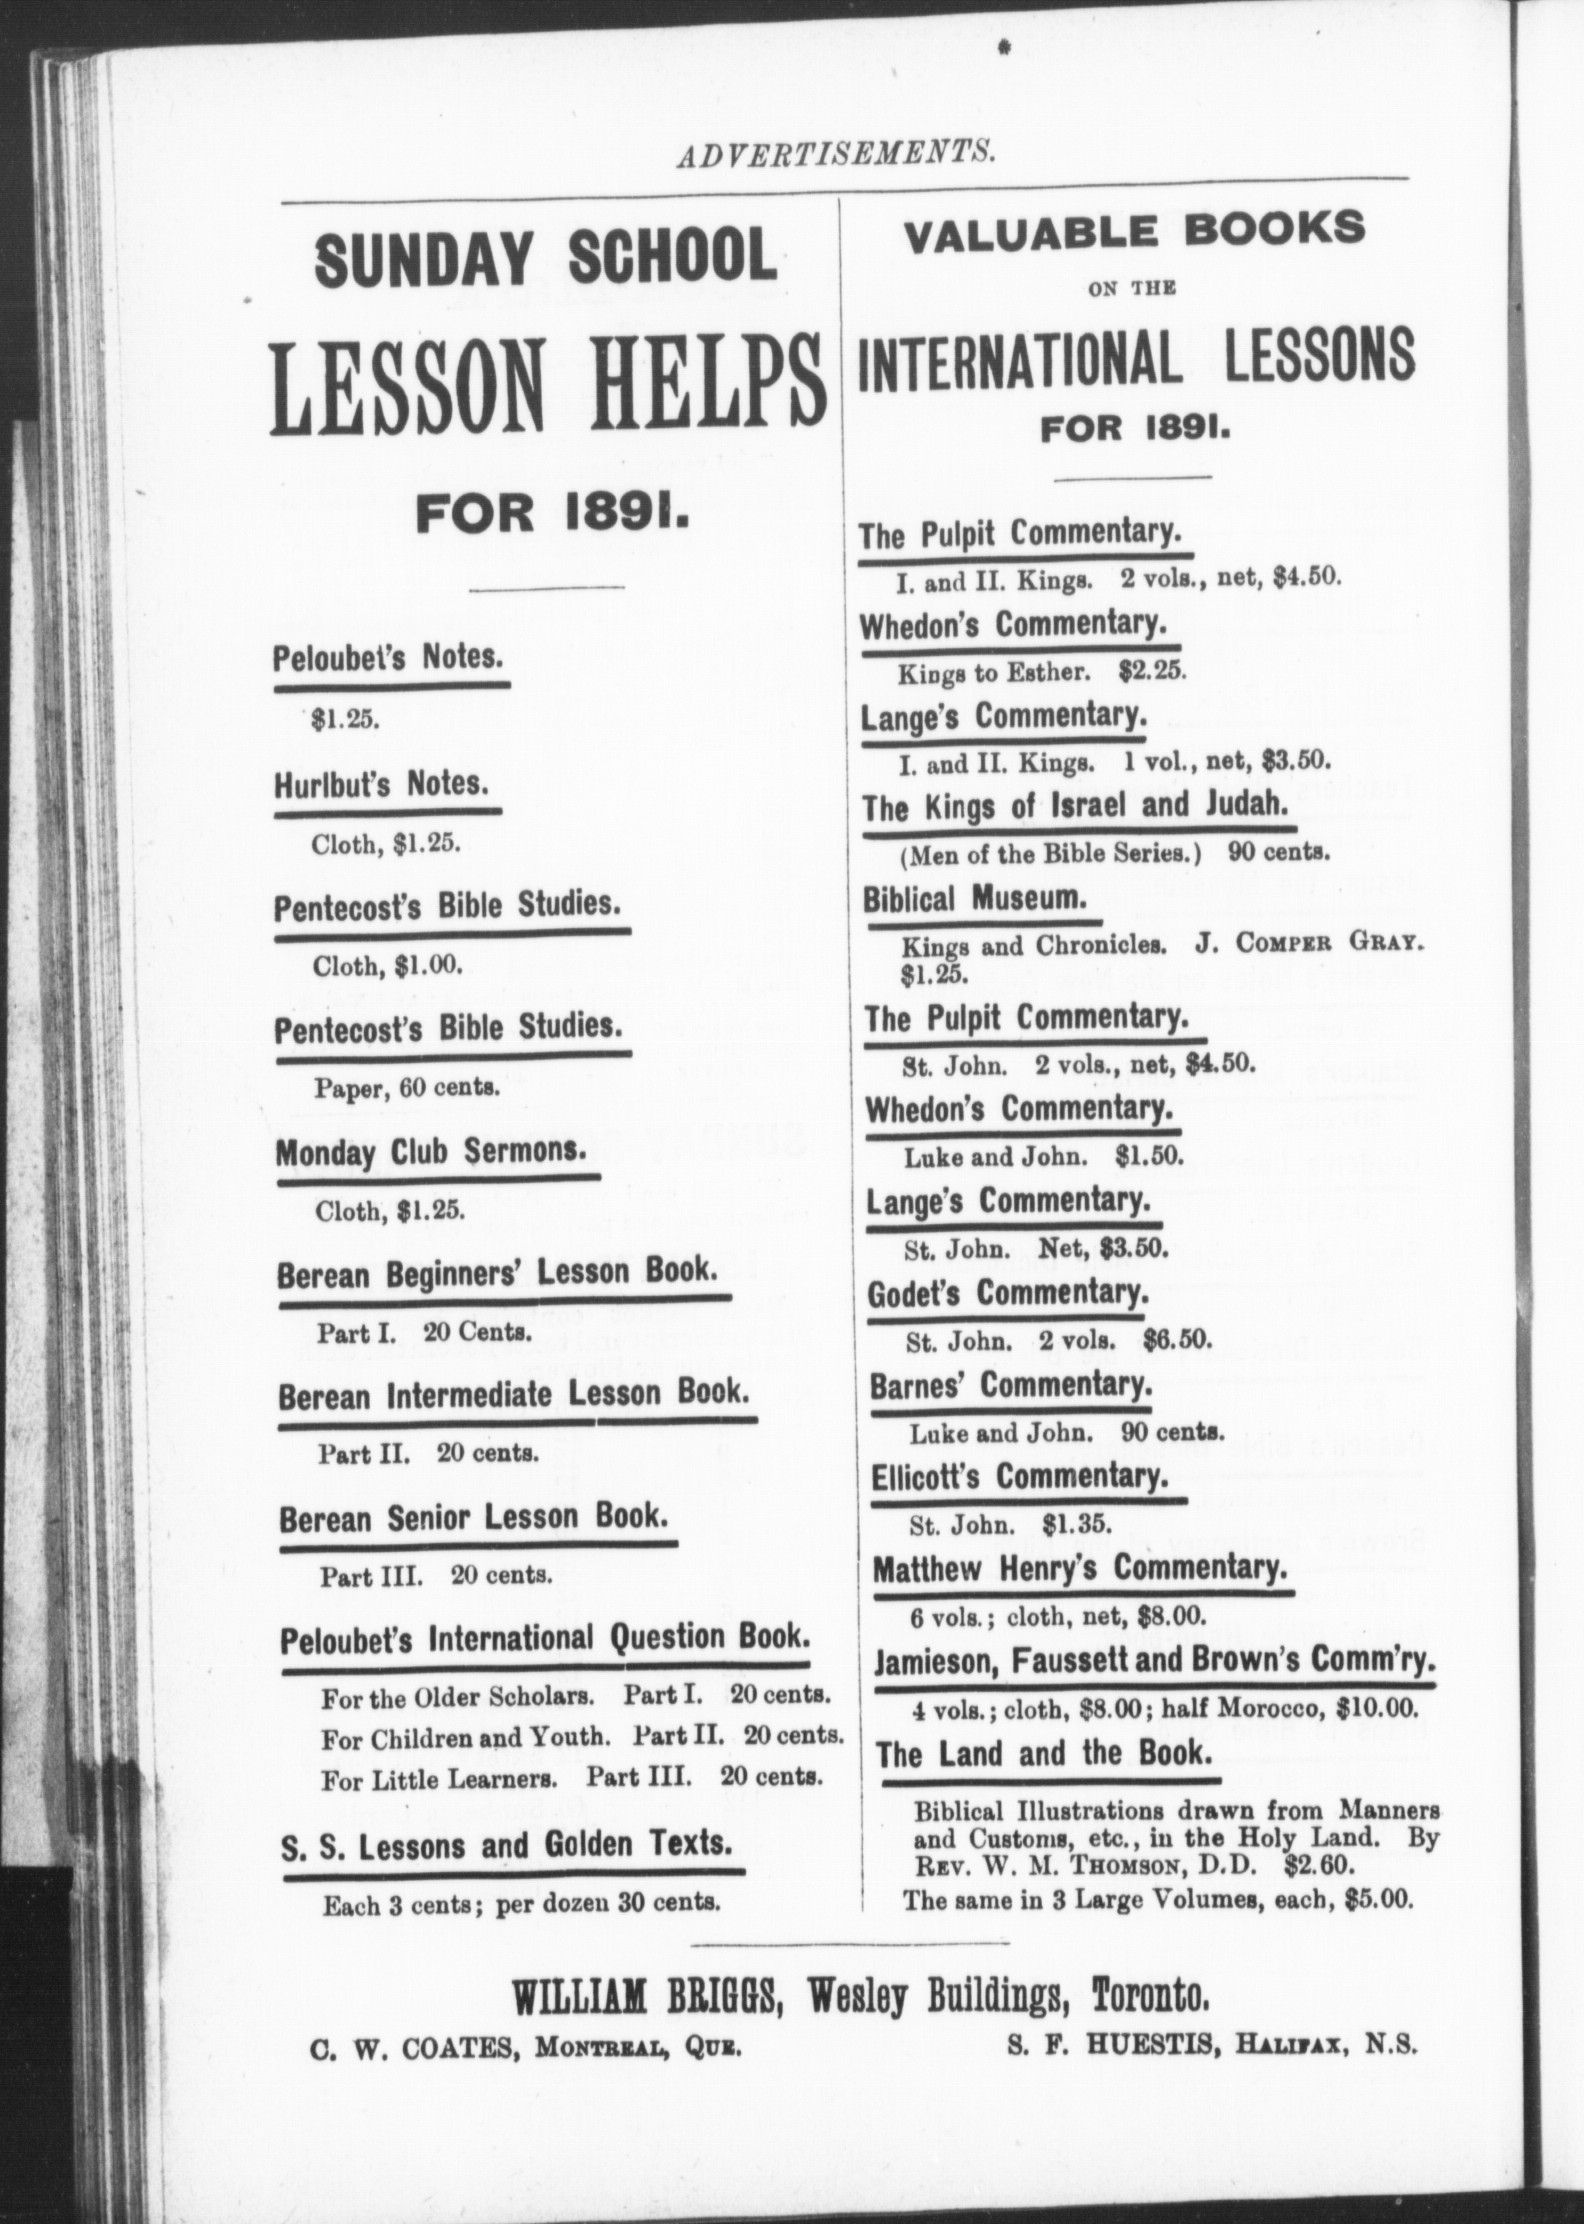 ADVERTISEMENTS.
SUNDAY SCHOOL
LESSON HELPS
FOR 1891.
Peloubet's Notes.
$1.25.
Hurlbut's Notes.
Cloth, $1.25.
Pentecost's Bible Studies.
Cloth, $1.00.
Pentecost's Bible Studies.
Paper, 60 cents.
Monday Club Sermons.
Cloth, $1.25.
Berean Beginners' Lesson Book.
Part I. 20 Cents.
Berean Intermediate Lesson Book.
Part II. 20 cents.
Berean Senior Lesson Book.
Part III. 20 cents.
Peloubet's International Question Book.
For the Older Scholars. Part I. 20 cents.
For Children and Youth. Part II. 20 cents.
For Little Learners. Part III. 20 cents.
S. S. Lessons and Golden Texts.
Each 3 cents; per dozen 30 cents.
VALUABLE BOOKS
ON THE
INTERNATIONAL LESSONS
FOR 1891.
The Pulpit Commentary.
I. and II. Kings. 2 vols., net, $4.50.
Whedon's Commentary.
Kings to Esther. $2.25.
Lange's Commentary.
I. and II. Kings. 1 vol., net, $3.50.
The Kings of Israel and Judah.
(Men of the Bible Series.) 90 cents.
Biblical Museum.
Kings and Chronicles. J. COMPER GRAY.
$1.25.
The Pulpit Commentary.
St. John. 2 vols., net, $4.50.
Whedon's Commentary.
Luke and John. $1.50.
Lange's Commentary.
St. John. Net, $3.50.
Godet's Commentary.
St. John. 2 vols. $6.50.
Barnes' Commentary.
Luke and John. 90 cents.
Ellicott's Commentary.
St. John. $1.35.
Matthew Henry's Commentary.
6 vols.; cloth, net, $8.00.
Jamieson, Faussett and Brown's Comm'ry.
4 vols.; cloth, $8.00; half Morocco, $10.00.
The Land and the Book.
Biblical Illustrations drawn from Manners
and Customs, etc., in the Holy Land. By
REV. W. M. THOMSON, D.D. $2.60.
The same in 3 Large Volumes, each, $5.00.
WILLIAM BRIGGS, Wesley Buildings, Toronto.
C. W. COATES, MONTREAL, QUE.
S. F. HUESTIS, HALIFAX, N.S.